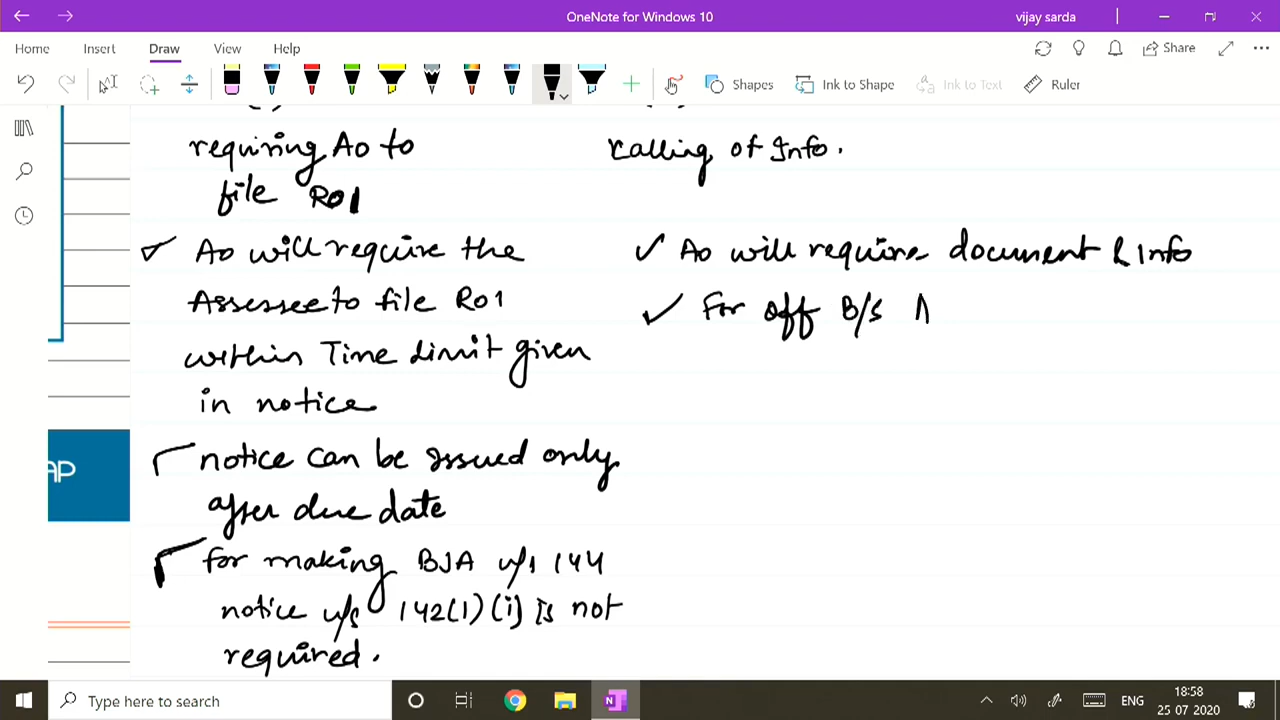 OneNote for Windows 10
vijay sarda
Home Insert Draw View Help
Share
Shapes
Ink to Shape
Ink to Text
Ruler
requiring Ao to
file ROI
Ao will require the
Assessee to file ROI
within Time limit given
in notice
notice can be issued only
after due date
for making BJA u/s 144
notice u/s 142(1)(i) is not
required.
calling of Info.
Ao will require document & Info
For off B/S
AP
Type here to search
ENG
18:58
25 07 2020